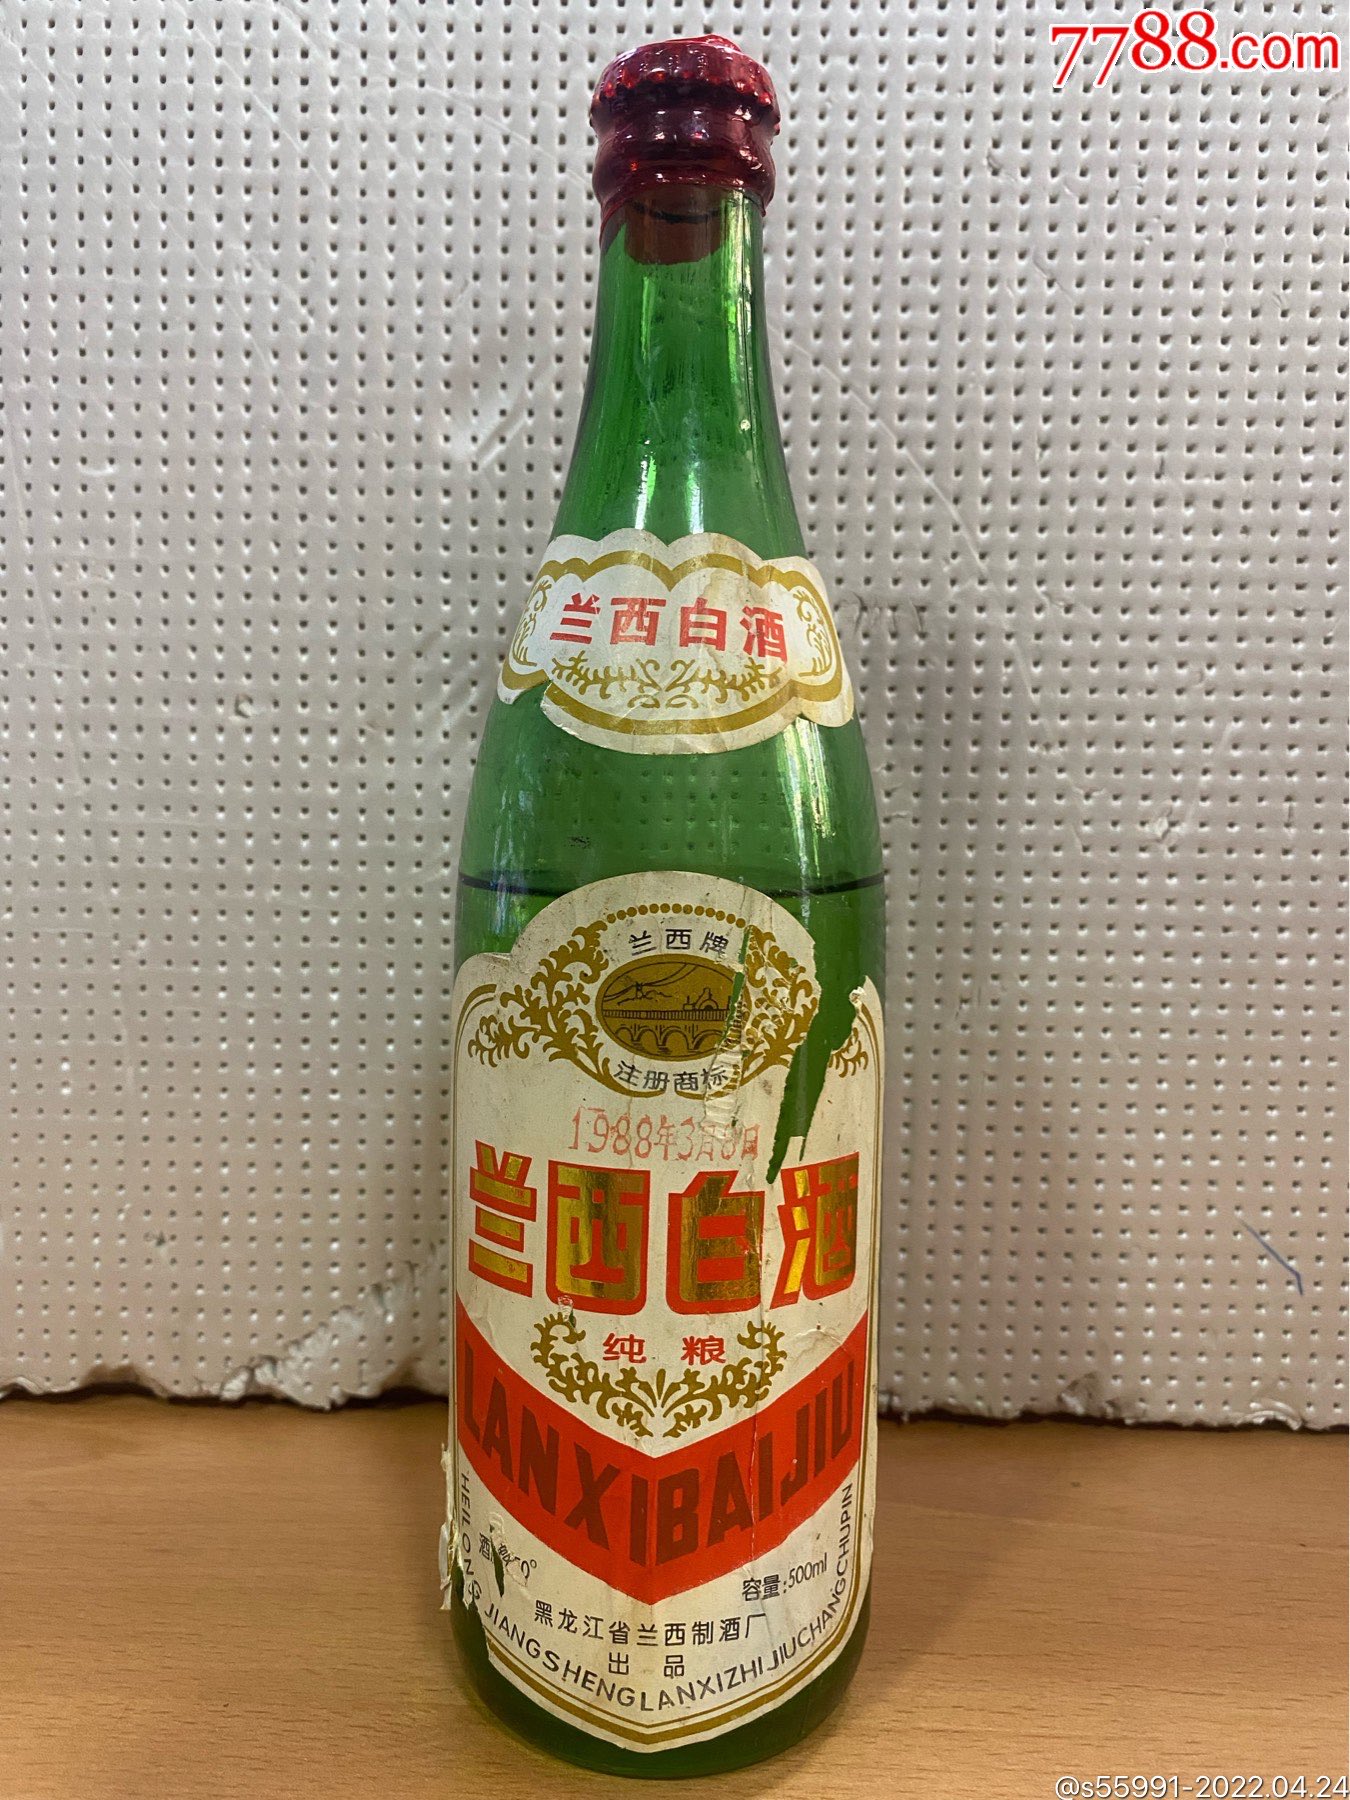 7788.com
兰西白酒
兰西牌
注册商标
1988年3月8日
兰西白酒
纯粮
LANXIBAIJIU
容量:500ml
黑龙江省兰西制酒厂
出品
HEILONGJIANGSHENGLANXIZHIJIUCHANGCHUPIN
@s55991-2022.04.24